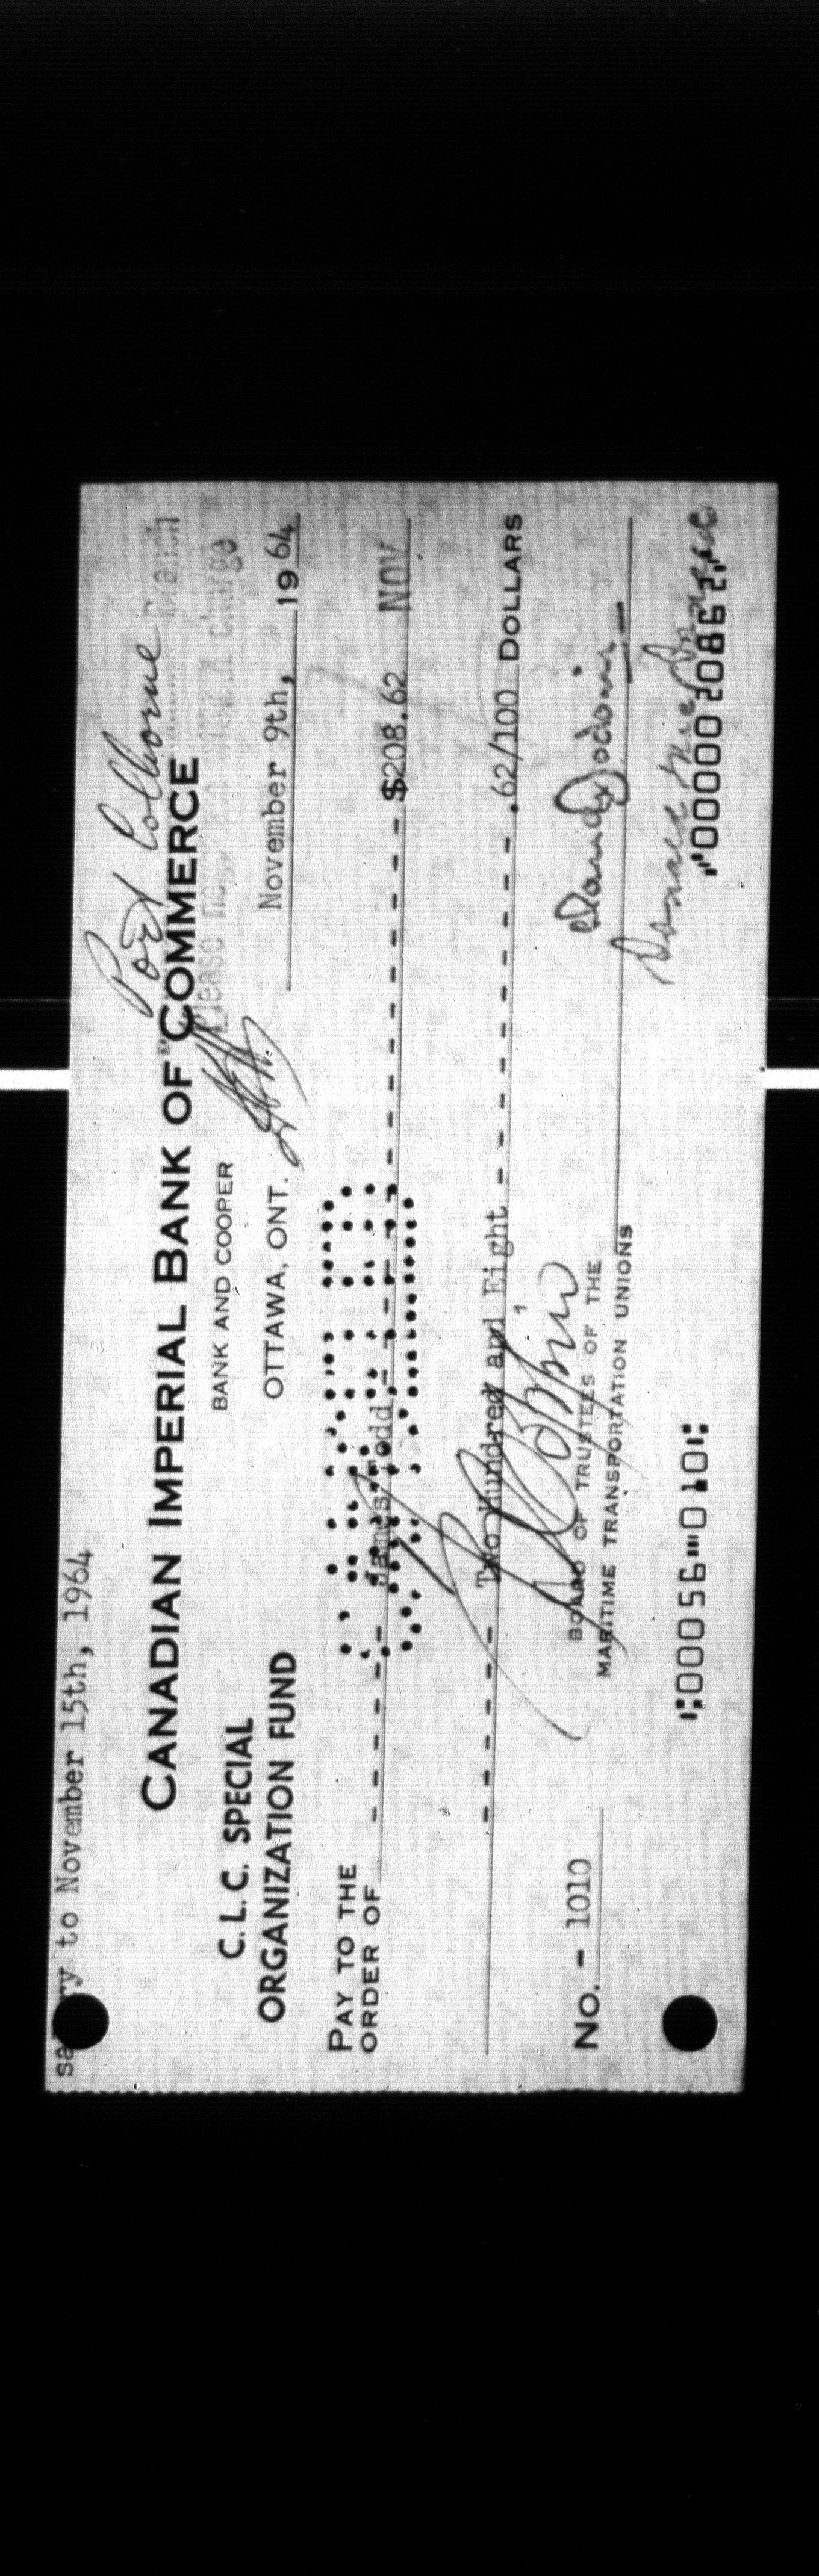 salary to November 15th, 1964
Port Colborne Branch
CANADIAN IMPERIAL BANK OF COMMERCE
Please charge
BANK AND COOPER
C. L. C. SPECIAL
ORGANIZATION FUND
OTTAWA, ONT.
November 9th, 1964
PAY TO THE
ORDER OF - - - - James Todd - - - - - - - - - - - $208.62 NOV
- - - - - - Two Hundred and Eight - - - - - - - - - - - .62/100 DOLLARS
BOARD OF TRUSTEES OF THE
MARITIME TRANSPORTATION UNIONS
No. - 1010
⑆00056⑉010⑆ ⑈0000020862⑈